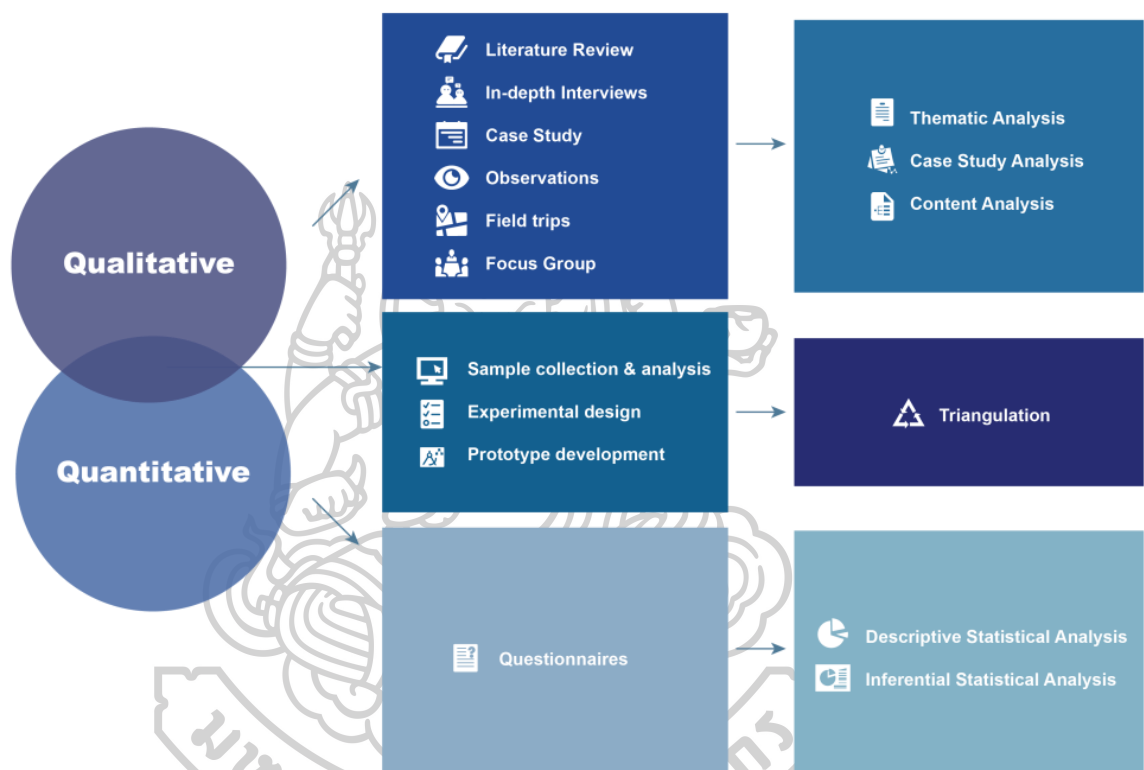 Qualitative
Quantitative
Literature Review
In-depth Interviews
Case Study
Observations
Field trips
Focus Group
Thematic Analysis
Case Study Analysis
Content Analysis
Sample collection & analysis
Experimental design
Prototype development
Triangulation
Questionnaires
Descriptive Statistical Analysis
Inferential Statistical Analysis